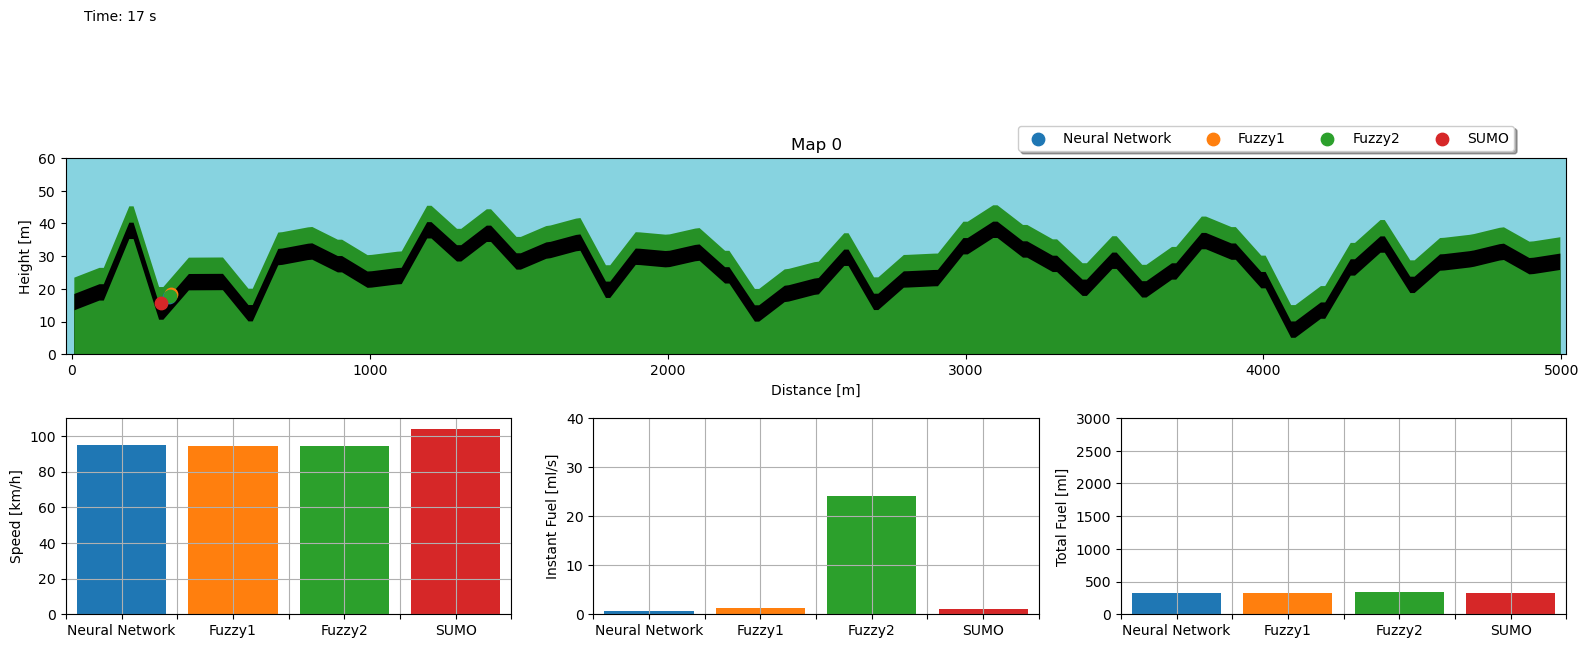 Time: 17 s
Map 0
Neural Network Fuzzy1 Fuzzy2 SUMO
Height [m]
60
50
40
30
20
10
0
0 1000 2000 3000 4000 5000
Distance [m]
Speed [km/h]
100
80
60
40
20
0
Neural Network Fuzzy1 Fuzzy2 SUMO
Instant Fuel [ml/s]
40
30
20
10
0
Neural Network Fuzzy1 Fuzzy2 SUMO
Total Fuel [ml]
3000
2500
2000
1500
1000
500
0
Neural Network Fuzzy1 Fuzzy2 SUMO